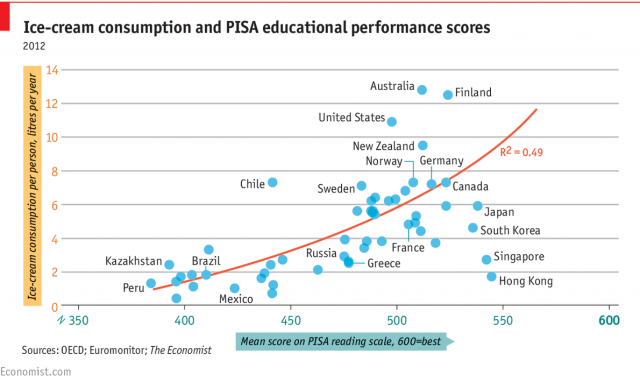 Ice-cream consumption and PISA educational performance scores
2012
Ice-cream consumption per person, litres per year
14
12
10
8
6
4
2
0
Australia
Finland
United States
New Zealand
Norway
Germany
R² = 0.49
Chile
Sweden
Canada
Japan
South Korea
France
Russia
Greece
Singapore
Hong Kong
Kazakhstan
Brazil
Peru
Mexico
350
400
450
500
550
600
Mean score on PISA reading scale, 600=best
Sources: OECD; Euromonitor; The Economist
Economist.com